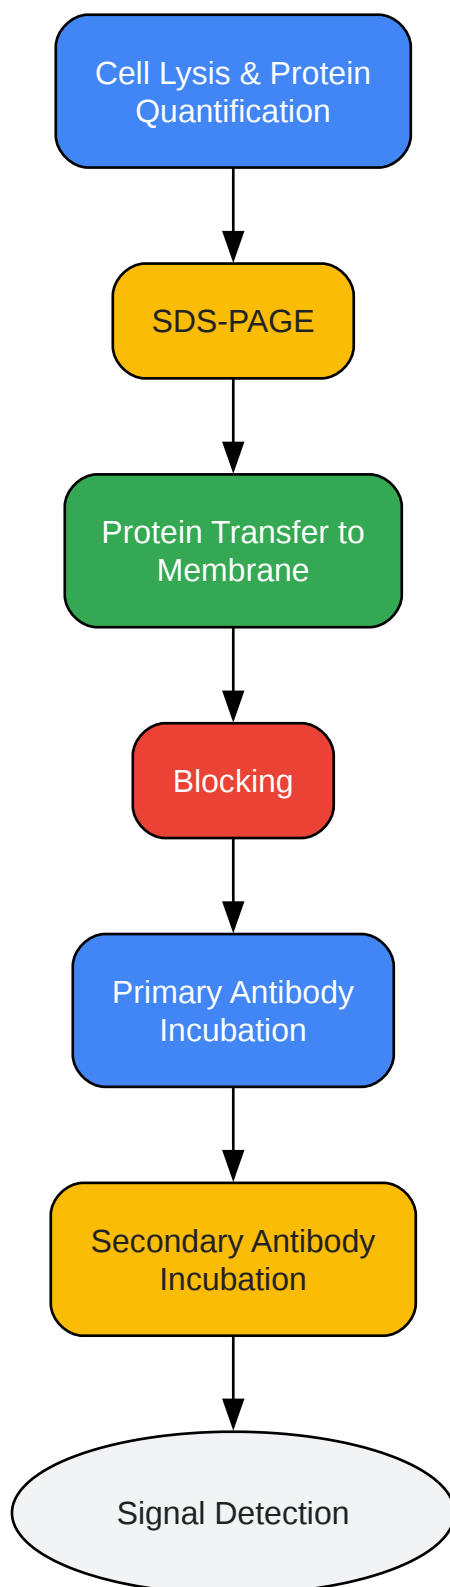 Cell Lysis & Protein
Quantification
SDS-PAGE
Protein Transfer to
Membrane
Blocking
Primary Antibody
Incubation
Secondary Antibody
Incubation
Signal Detection